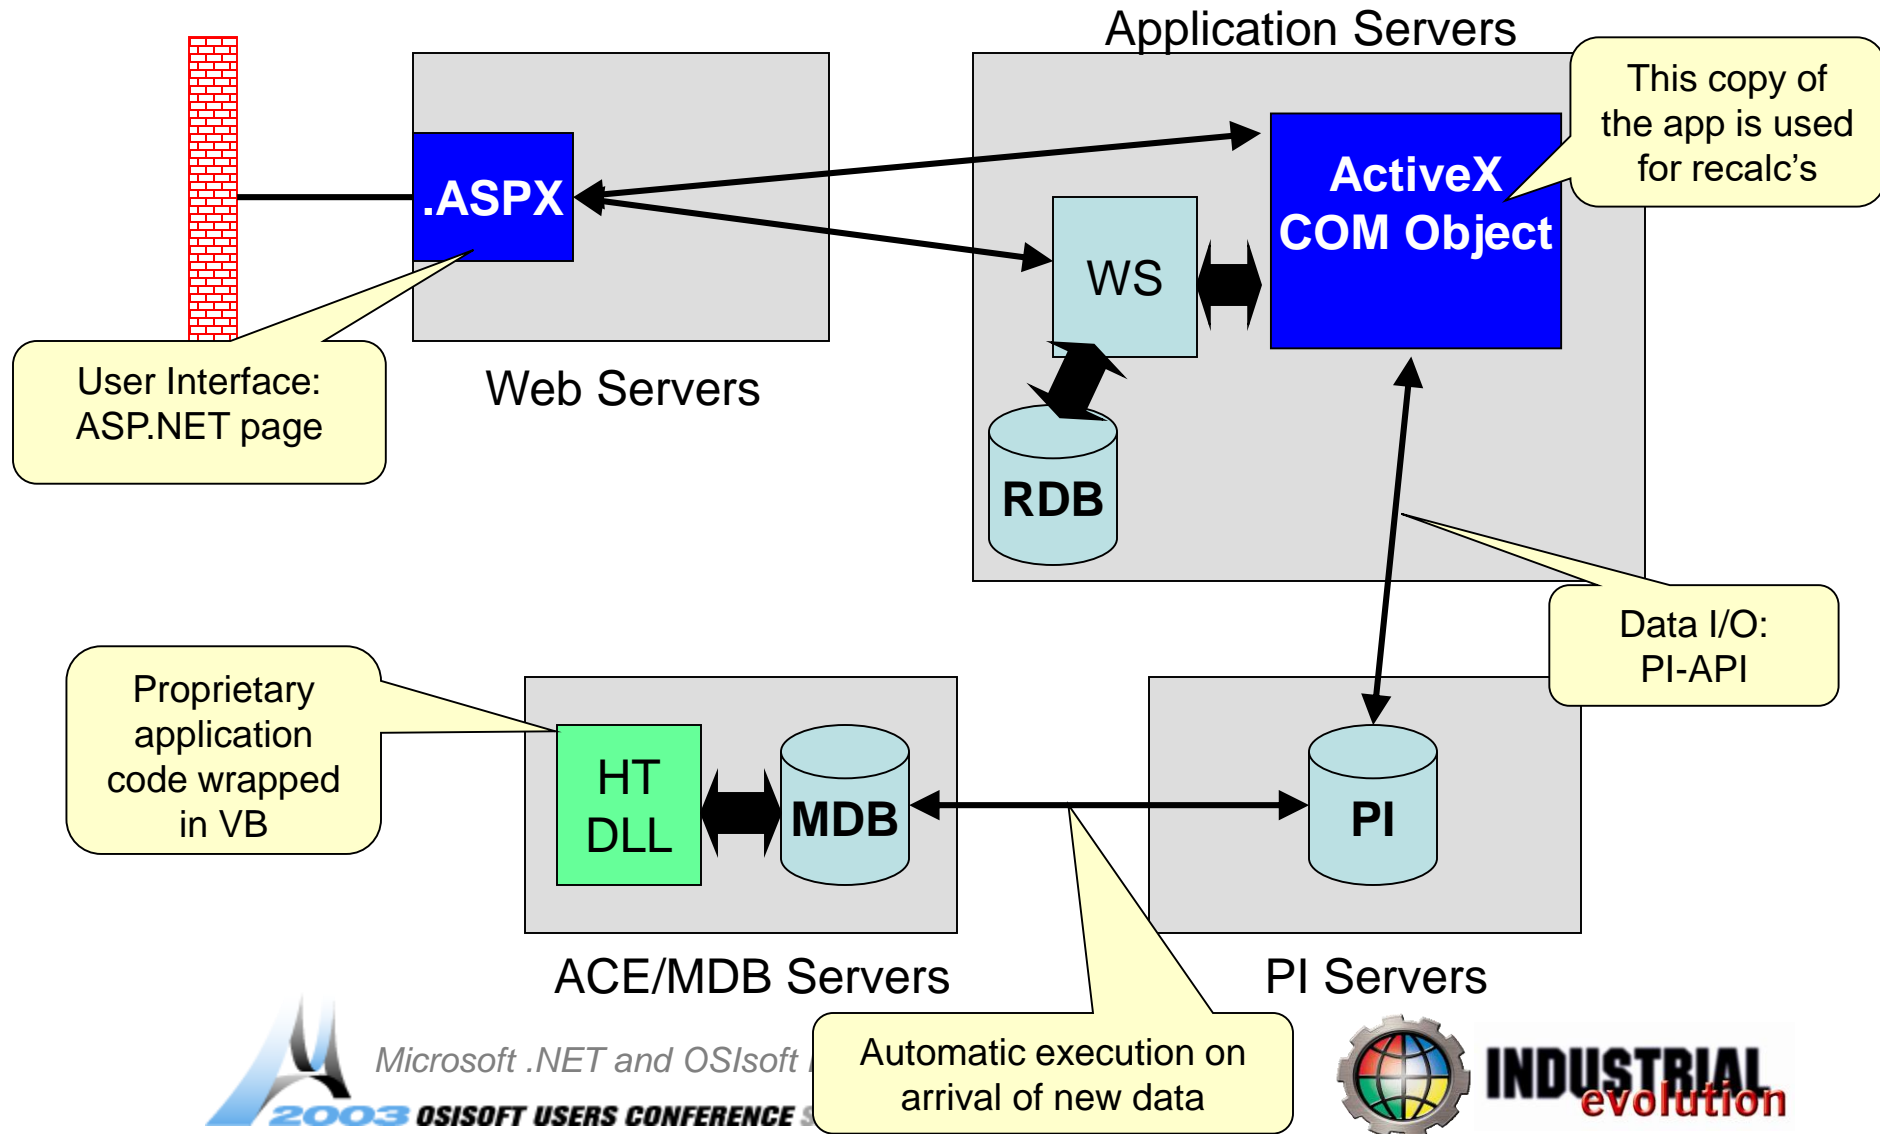 Application Servers
This copy of
the app is used
for recalc's
.ASPX
ActiveX
COM Object
WS
User Interface:
ASP.NET page
Web Servers
RDB
Data I/O:
PI-API
Proprietary
application
code wrapped
in VB
HT
DLL
MDB
PI
ACE/MDB Servers
PI Servers
Automatic execution on
arrival of new data
Microsoft .NET and OSIsoft
2003 OSISOFT USERS CONFERENCE
INDUSTRIAL
evolution